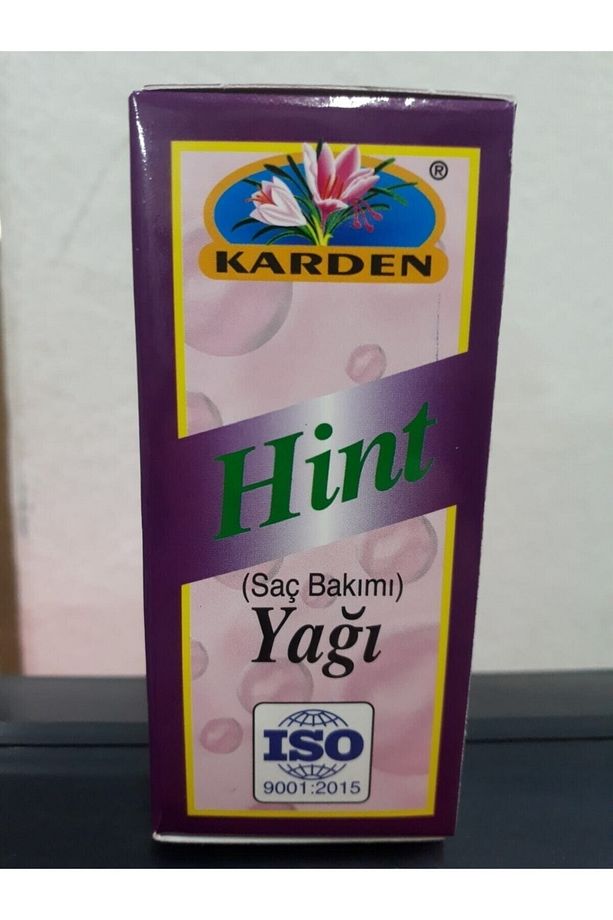 ®
KARDEN
Hint
(Saç Bakımı)
Yağı
ISO
9001:2015